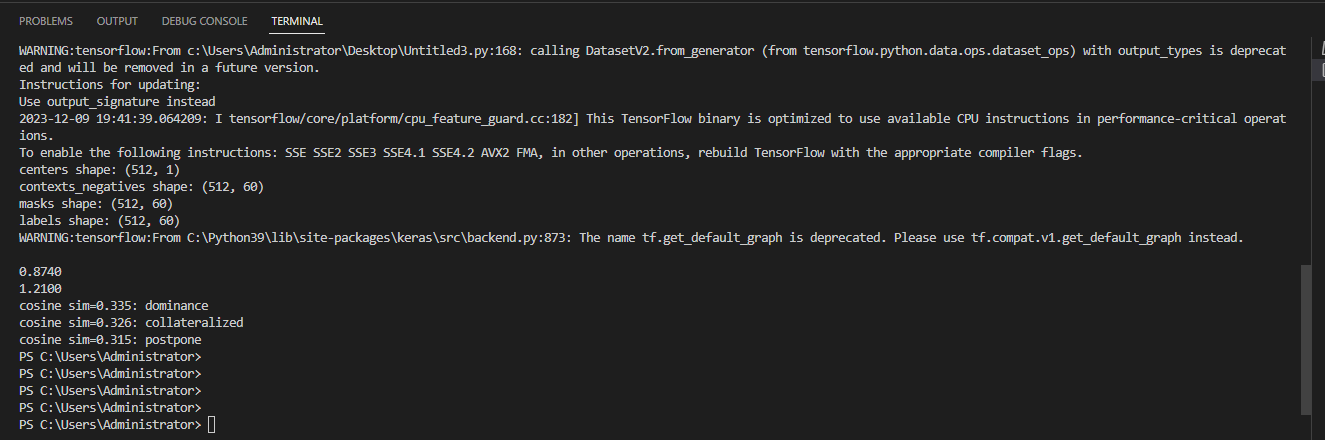 PROBLEMS OUTPUT DEBUG CONSOLE TERMINAL
WARNING:tensorflow:From c:\Users\Administrator\Desktop\Untitled3.py:168: calling DatasetV2.from_generator (from tensorflow.python.data.ops.dataset_ops) with output_types is deprecat
ed and will be removed in a future version.
Instructions for updating:
Use output_signature instead
2023-12-09 19:41:39.064209: I tensorflow/core/platform/cpu_feature_guard.cc:182] This TensorFlow binary is optimized to use available CPU instructions in performance-critical operat
ions.
To enable the following instructions: SSE SSE2 SSE3 SSE4.1 SSE4.2 AVX2 FMA, in other operations, rebuild TensorFlow with the appropriate compiler flags.
centers shape: (512, 1)
contexts_negatives shape: (512, 60)
masks shape: (512, 60)
labels shape: (512, 60)
WARNING:tensorflow:From C:\Python39\lib\site-packages\keras\src\backend.py:873: The name tf.get_default_graph is deprecated. Please use tf.compat.v1.get_default_graph instead.
0.8740
1.2100
cosine sim=0.335: dominance
cosine sim=0.326: collateralized
cosine sim=0.315: postpone
PS C:\Users\Administrator>
PS C:\Users\Administrator>
PS C:\Users\Administrator>
PS C:\Users\Administrator>
PS C:\Users\Administrator>